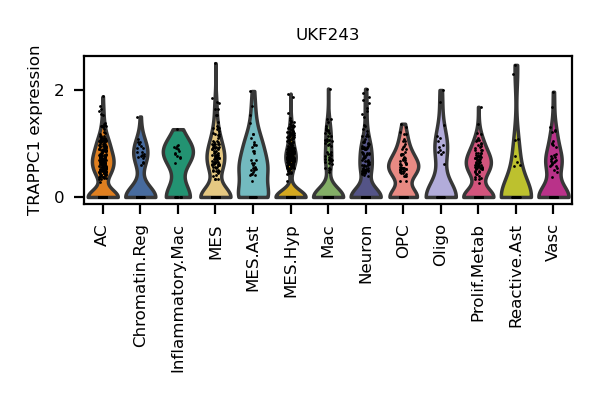 UKF243
TRAPPC1 expression
2
0
AC
Chromatin.Reg
Inflammatory.Mac
MES
MES.Ast
MES.Hyp
Mac
Neuron
OPC
Oligo
Prolif.Metab
Reactive.Ast
Vasc